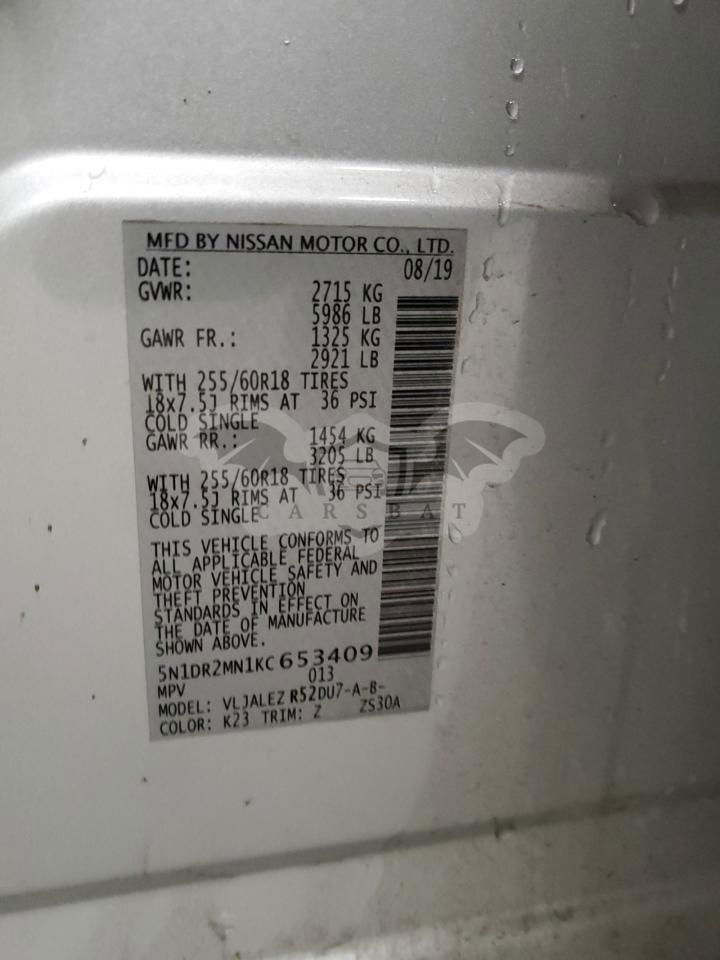 MFD BY NISSAN MOTOR CO., LTD.
DATE: 08/19
GVWR: 2715 KG
5986 LB
GAWR FR.: 1325 KG
2921 LB
WITH 255/60R18 TIRES
18x7.5J RIMS AT 36 PSI
COLD SINGLE
GAWR RR.: 1454 KG
3205 LB
WITH 255/60R18 TIRES
18x7.5J RIMS AT 36 PSI
COLD SINGLE
CARSBAT
THIS VEHICLE CONFORMS TO
ALL APPLICABLE FEDERAL
MOTOR VEHICLE SAFETY AND
THEFT PREVENTION
STANDARDS IN EFFECT ON
THE DATE OF MANUFACTURE
SHOWN ABOVE.
5N1DR2MN1KC653409
MPV 013
MODEL: VLJALEZ R52DU7-A-B-
COLOR: K23 TRIM: Z ZS30A